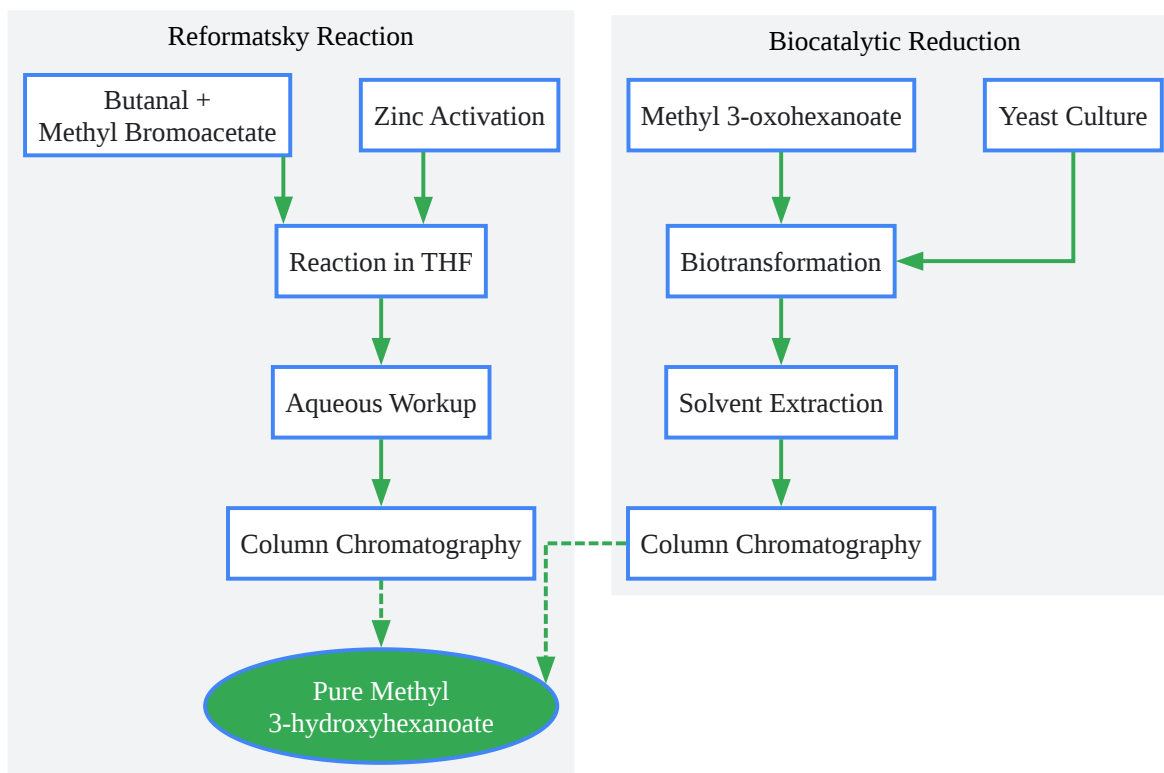 Reformatsky Reaction
Butanal +
Methyl Bromoacetate
Zinc Activation
Reaction in THF
Aqueous Workup
Column Chromatography
Pure Methyl
3-hydroxyhexanoate
Biocatalytic Reduction
Methyl 3-oxohexanoate
Yeast Culture
Biotransformation
Solvent Extraction
Column Chromatography